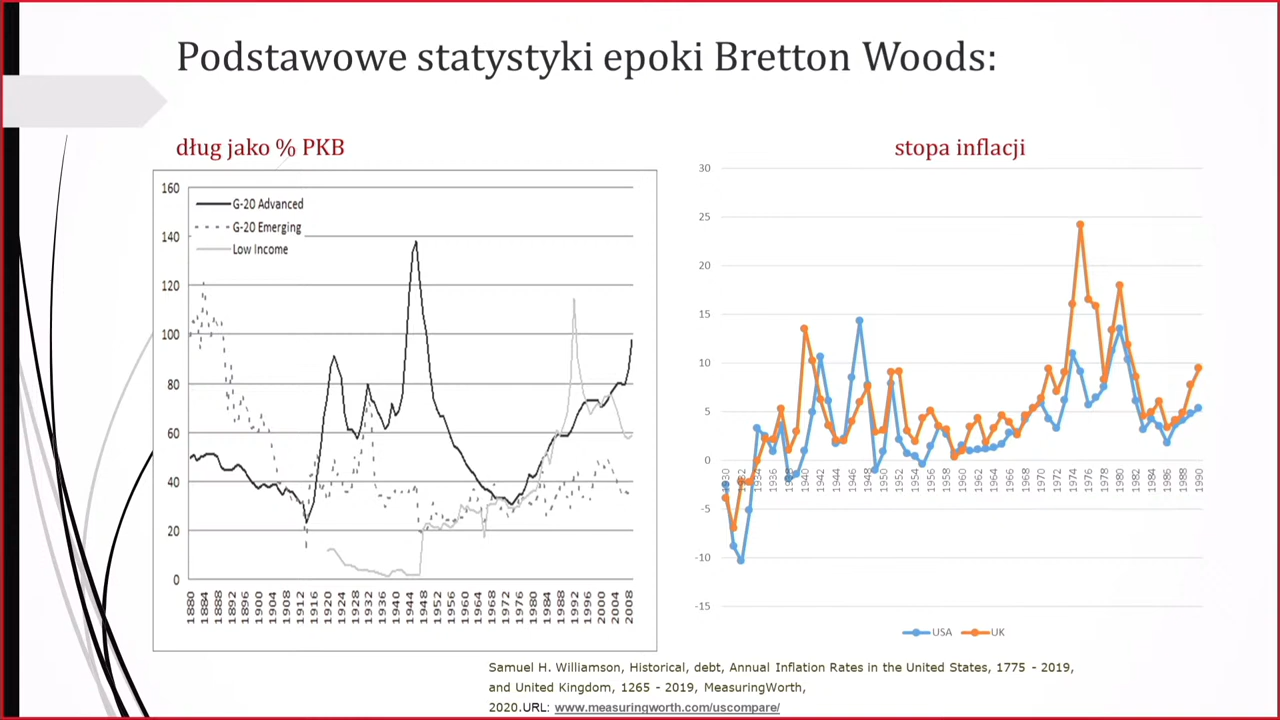 Podstawowe statystyki epoki Bretton Woods:
dług jako % PKB
160
140
120
100
80
60
40
20
0
G-20 Advanced
G-20 Emerging
Low Income
1880 1884 1888 1892 1896 1900 1904 1908 1912 1916 1920 1924 1928 1932 1936 1940 1944 1948 1952 1956 1960 1964 1968 1972 1976 1980 1984 1988 1992 1996 2000 2004 2008
stopa inflacji
30
25
20
15
10
5
0
-5
-10
-15
1930 1932 1934 1936 1938 1940 1942 1944 1946 1948 1950 1952 1954 1956 1958 1960 1962 1964 1966 1968 1970 1972 1974 1976 1978 1980 1982 1984 1986 1988 1990
USA UK
Samuel H. Williamson, Historical, debt, Annual Inflation Rates in the United States, 1775 - 2019,
and United Kingdom, 1265 - 2019, MeasuringWorth,
2020.URL: www.measuringworth.com/uscompare/